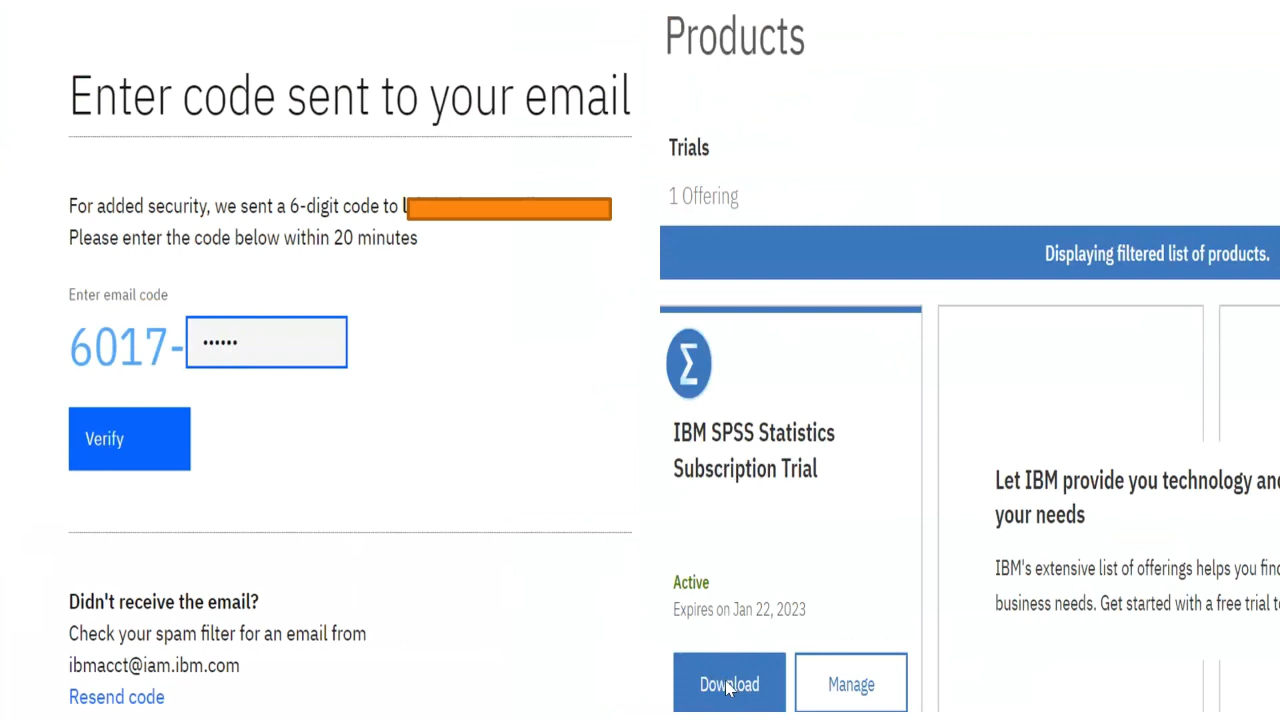 Enter code sent to your email
For added security, we sent a 6-digit code to
Please enter the code below within 20 minutes
Enter email code
6017-
••••••
Verify
Didn't receive the email?
Check your spam filter for an email from
ibmacct@iam.ibm.com
Resend code
Products
Trials
1 Offering
Displaying filtered list of products.
Σ
IBM SPSS Statistics
Subscription Trial
Active
Expires on Jan 22, 2023
Download
Manage
Let IBM provide you technology and
your needs
IBM's extensive list of offerings helps you find
business needs. Get started with a free trial to